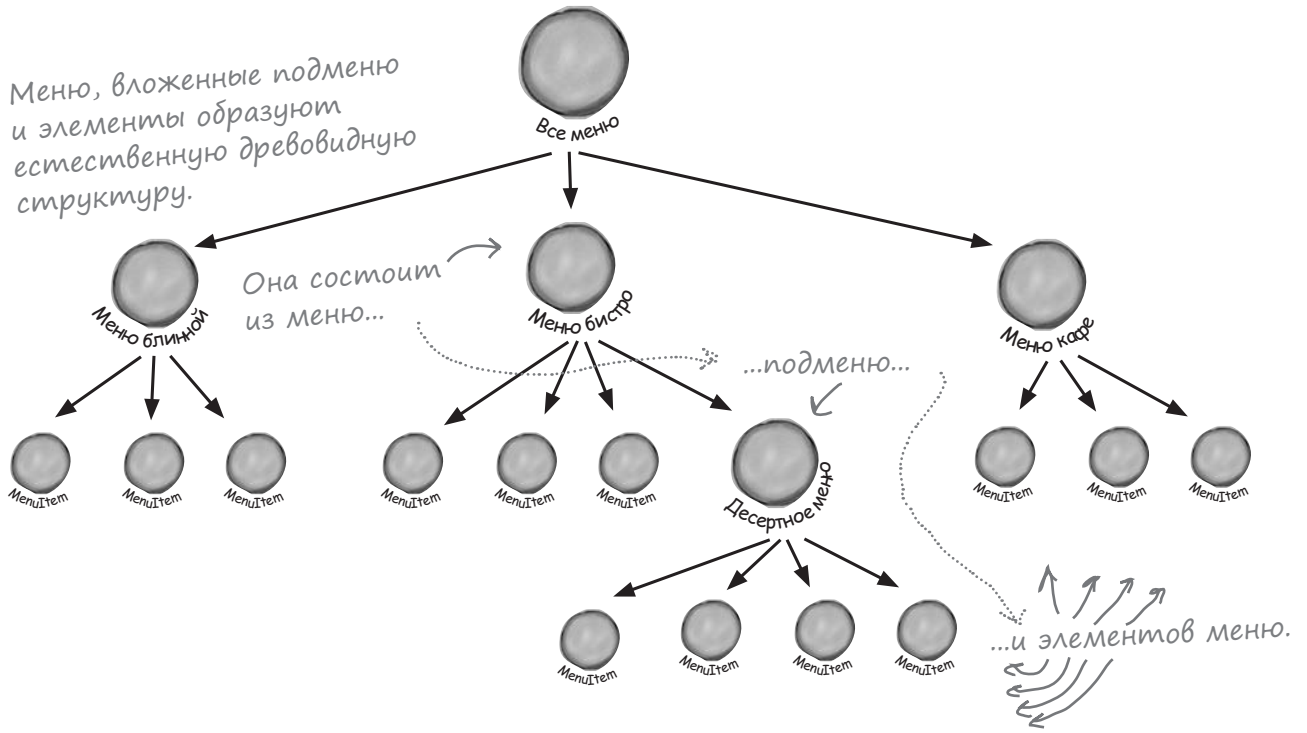 Меню, вложенные подменю
и элементы образуют
естественную древовидную
структуру.
Все меню
Она состоит
из меню...
Меню блинной
Меню бистро
Меню кафе
...подменю...
MenuItem
MenuItem
MenuItem
MenuItem
MenuItem
MenuItem
Десертное меню
MenuItem
MenuItem
MenuItem
MenuItem
MenuItem
MenuItem
MenuItem
...и элементов меню.